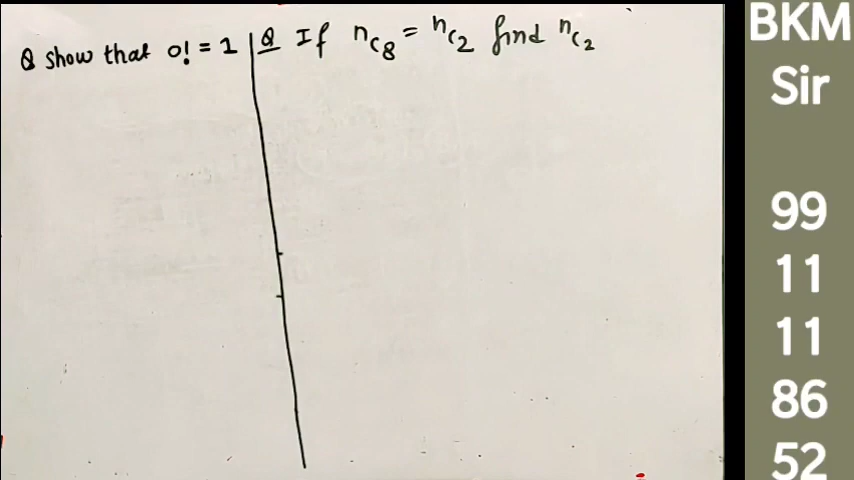 Q show that 0! = 1
Q If nc8 = nc2 find nc2
BKM
Sir
99
11
11
86
52